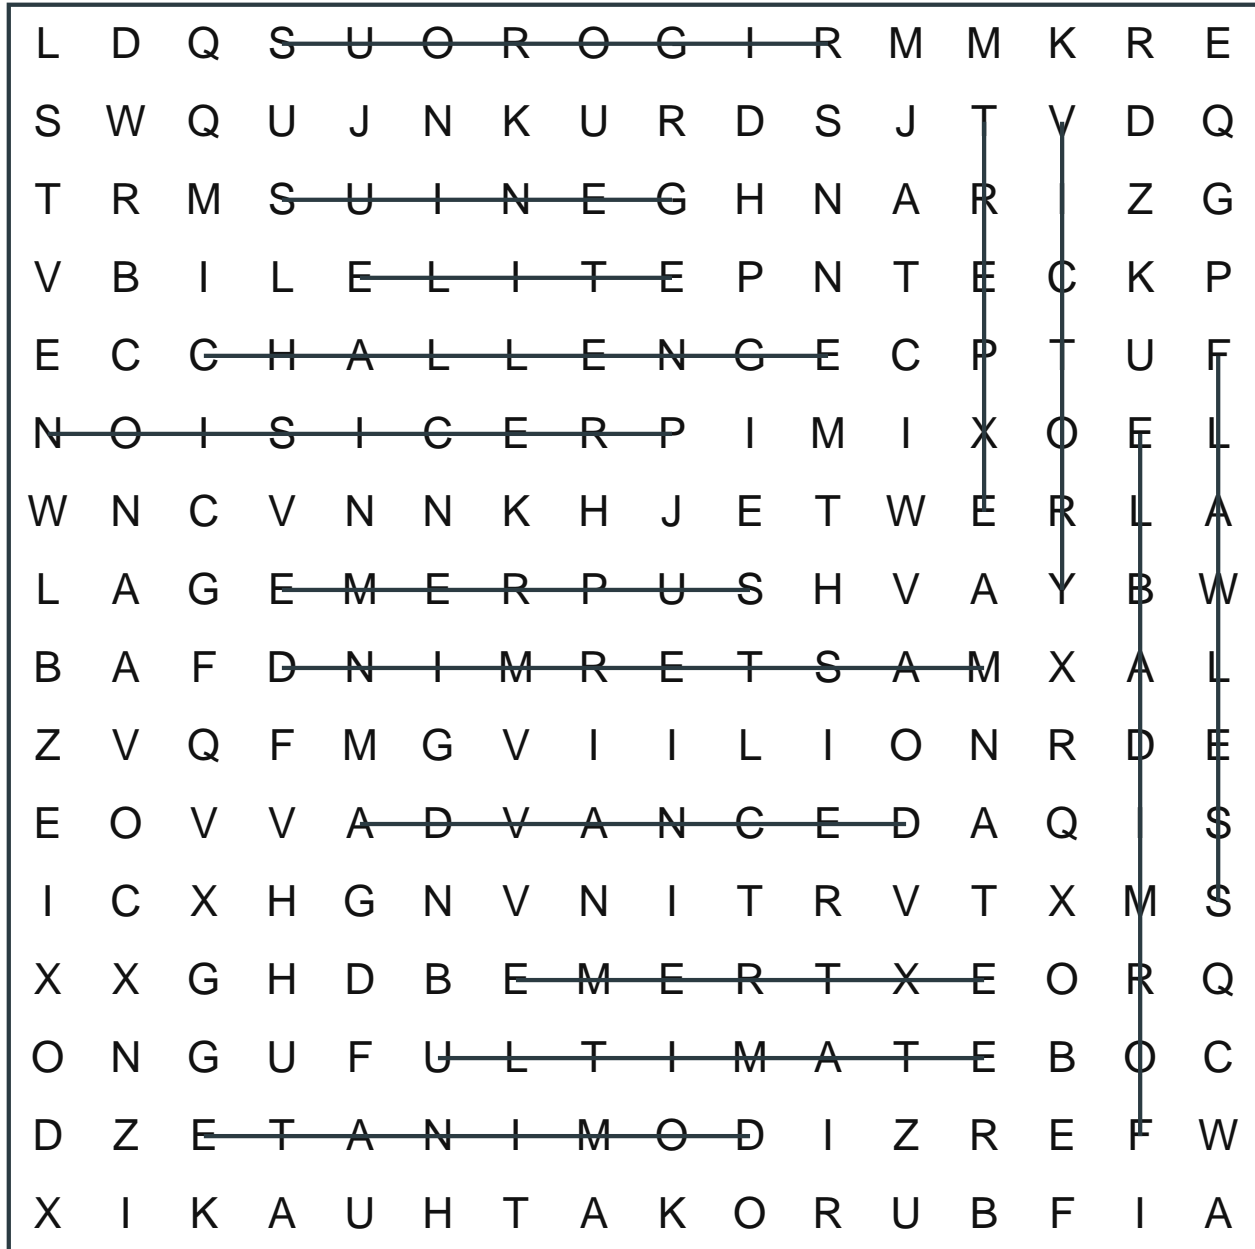 L D Q S U O R O G I R M M K R E
S W Q U J N K U R D S J T V D Q
T R M S U I N E G H N A R I Z G
V B I L E L I T E P N T E C K P
E C C H A L L E N G E C P T U F
N O I S I C E R P I M I X O E L
W N C V N N K H J E T W E R L A
L A G E M E R P U S H V A Y B W
B A F D N I M R E T S A M X A L
Z V Q F M G V I I L I O N R D E
E O V V A D V A N C E D A Q I S
I C X H G N V N I T R V T X M S
X X G H D B E M E R T X E O R Q
O N G U F U L T I M A T E B O C
D Z E T A N I M O D I Z R E F W
X I K A U H T A K O R U B F I A